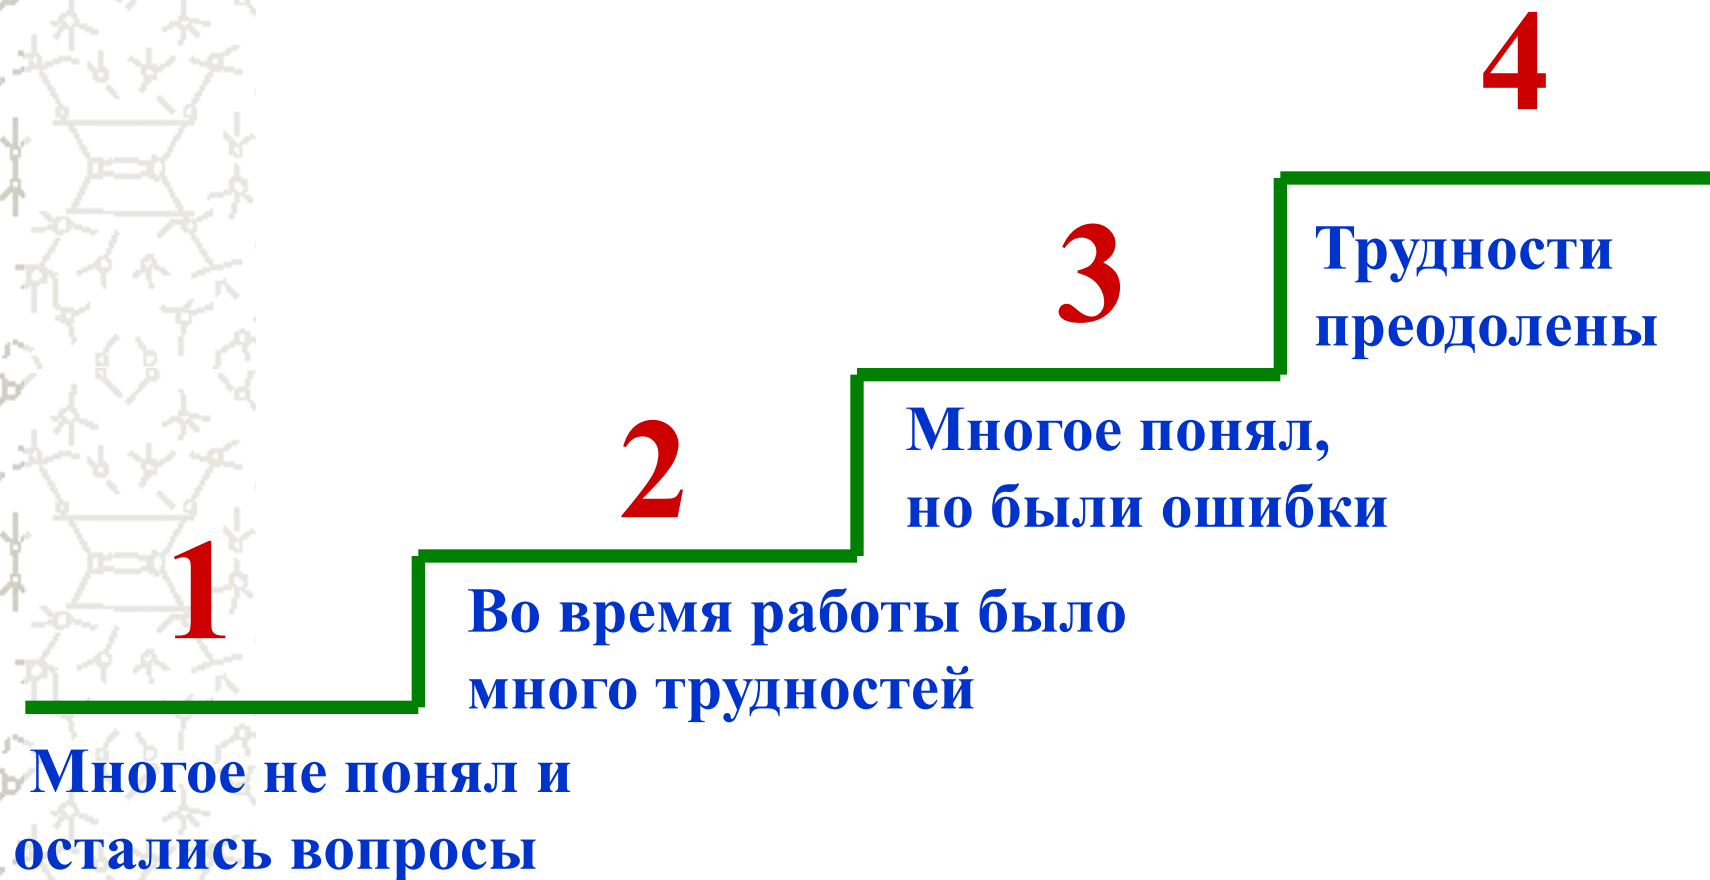 4
Трудности
преодолены
3
Многое понял,
но были ошибки
2
Во время работы было
много трудностей
1
Многое не понял и
остались вопросы